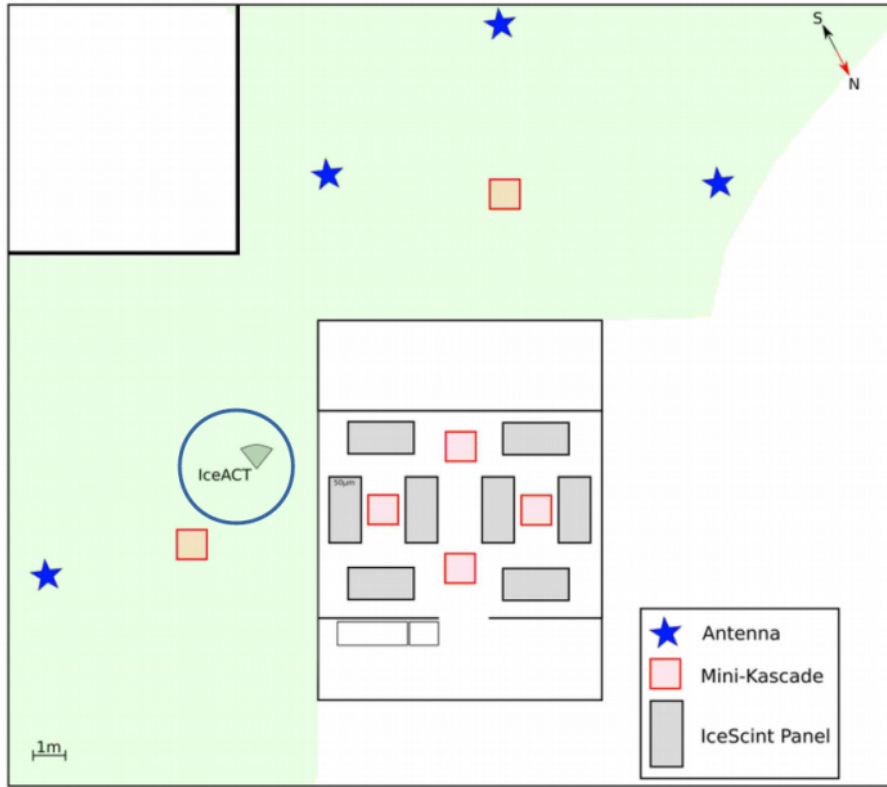 S
N
IceACT
50μm
Antenna
Mini-Kascade
IceScint Panel
1m